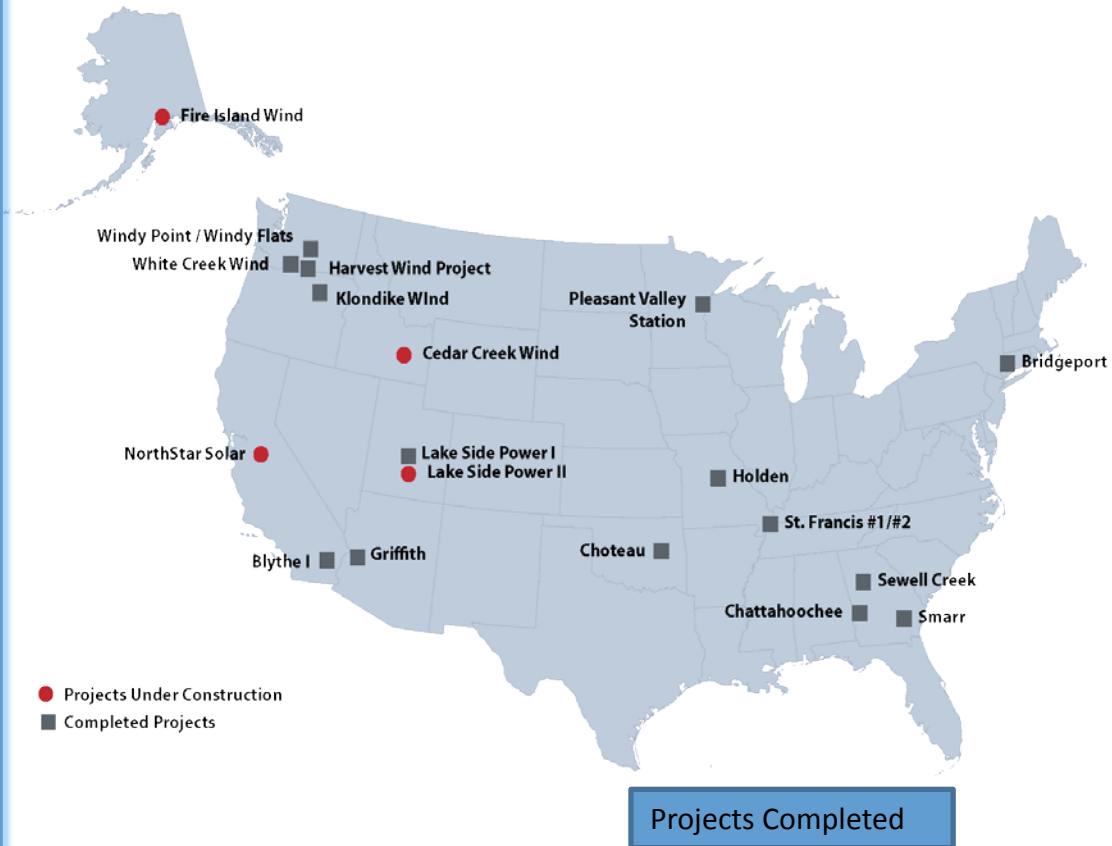 Fire Island Wind
Windy Point / Windy Flats
White Creek Wind
Harvest Wind Project
Klondike WInd
Pleasant Valley
Station
Cedar Creek Wind
Bridgeport
NorthStar Solar
Lake Side Power I
Lake Side Power II
Holden
St. Francis #1/#2
Choteau
Blythe I
Griffith
Sewell Creek
Chattahoochee
Smarr
Projects Under Construction
Completed Projects
Projects Completed